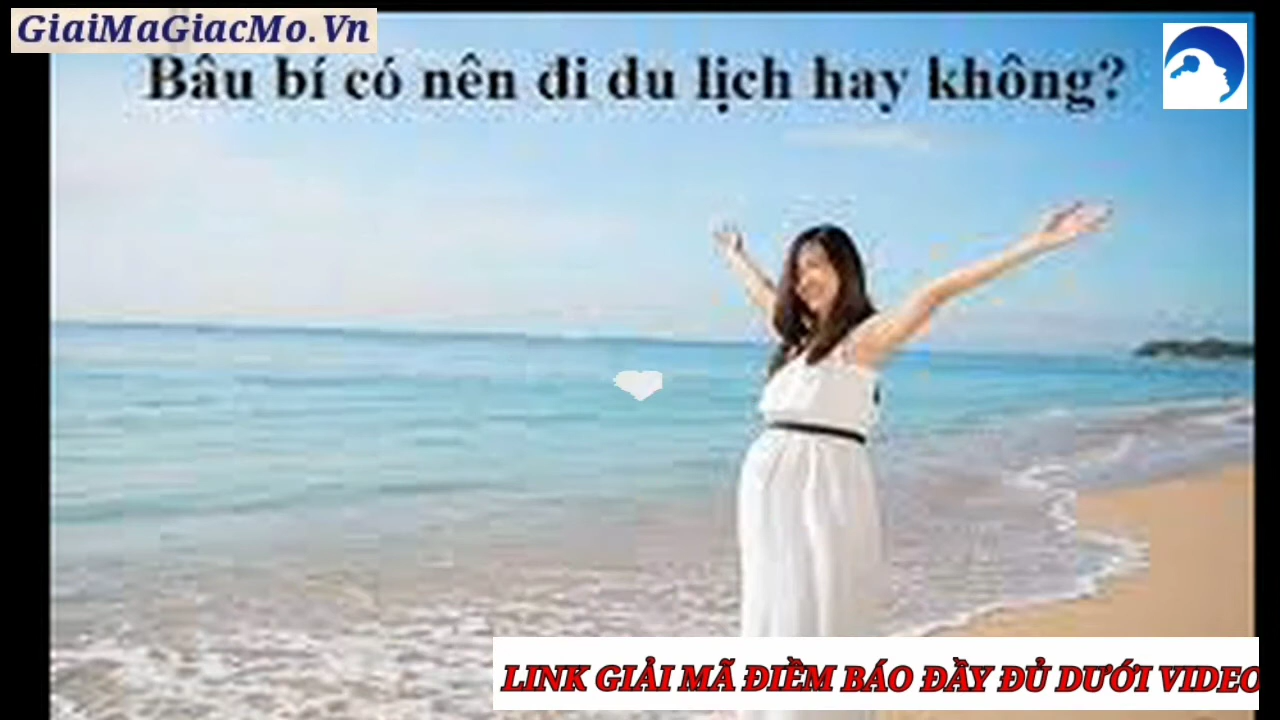 GiaiMaGiacMo.Vn
Bầu bí có nên đi du lịch hay không?
LINK GIẢI MÃ ĐIỀM BÁO ĐẦY ĐỦ DƯỚI VIDEO